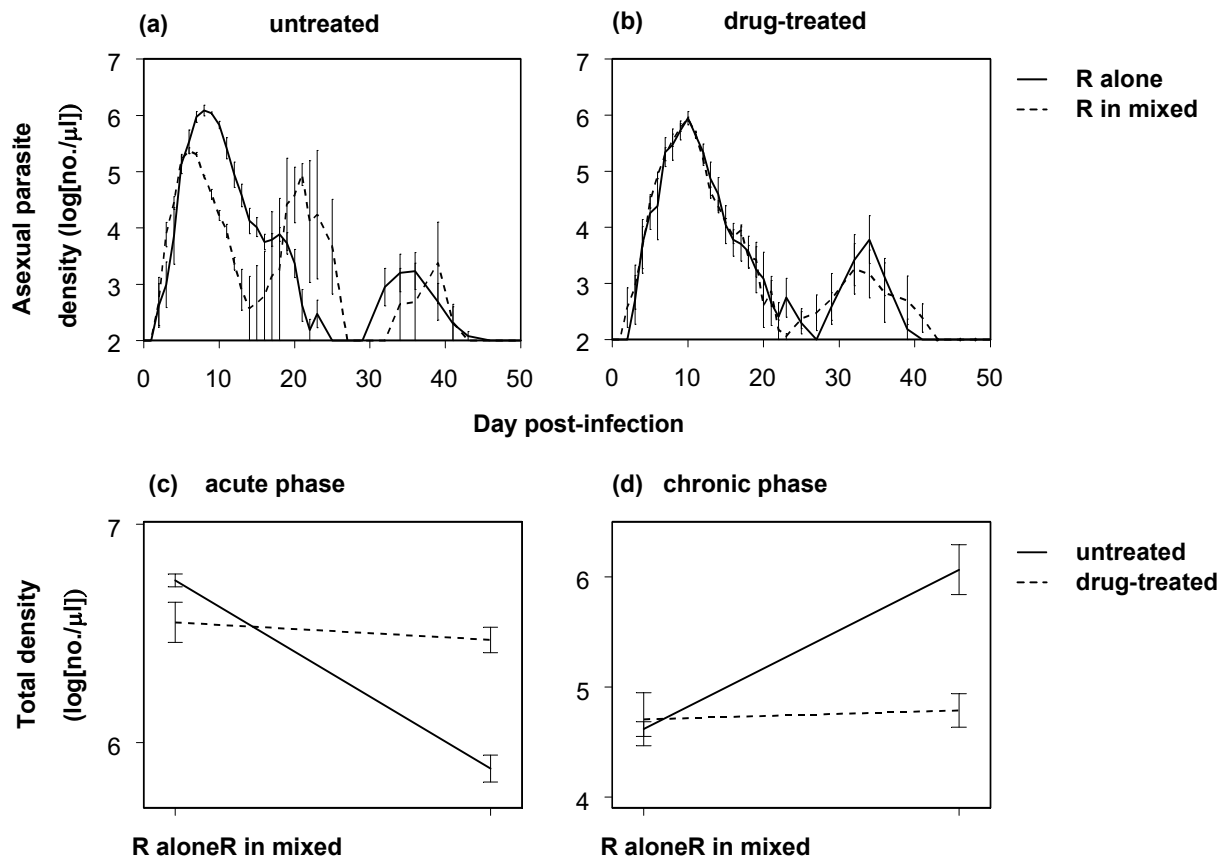 (a) untreated
(b) drug-treated
Asexual parasite
density (log[no./μl])
7
6
5
4
3
2
0 10 20 30 40 50
7
6
5
4
3
2
0 10 20 30 40 50
R alone
R in mixed
Day post-infection
(c) acute phase
(d) chronic phase
Total density
(log[no./μl])
7
6
R aloneR in mixed
6
5
4
R aloneR in mixed
untreated
drug-treated